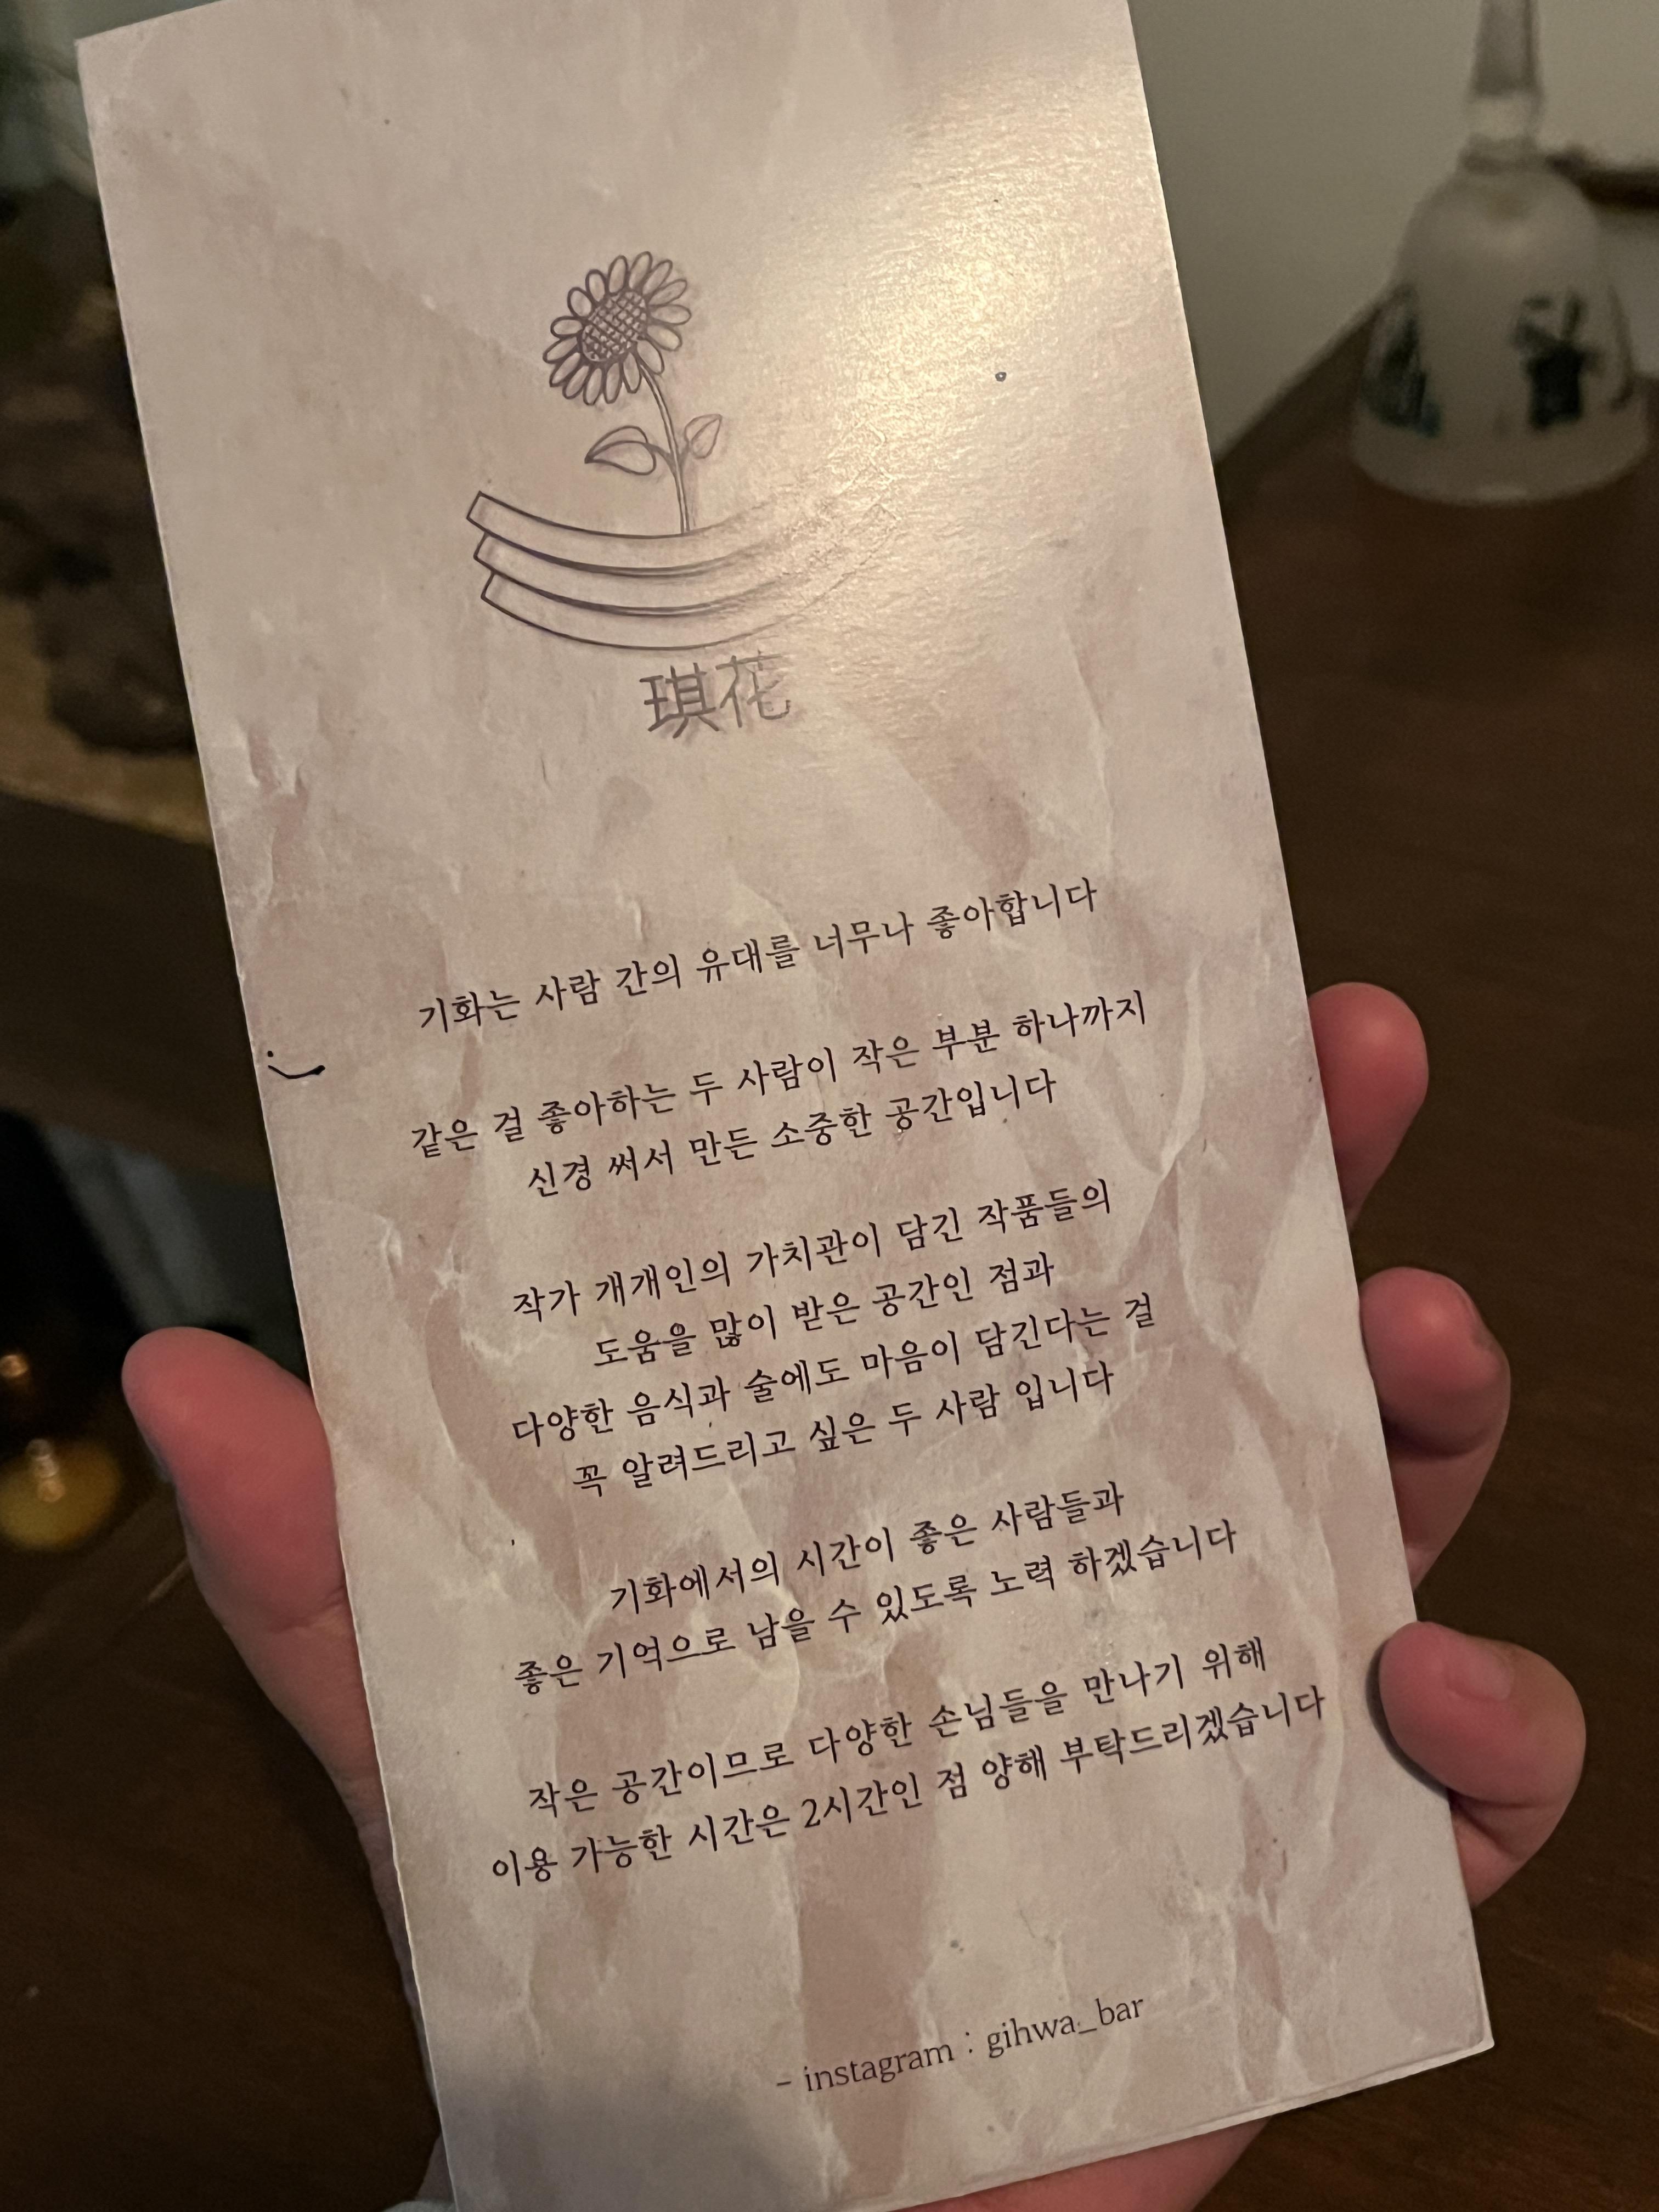 琪花
기화는 사람 간의 유대를 너무나 좋아합니다
같은 걸 좋아하는 두 사람이 작은 부분 하나까지
신경 써서 만든 소중한 공간입니다
작가 개개인의 가치관이 담긴 작품들의
도움을 많이 받은 공간인 점과
다양한 음식과 술에도 마음이 담긴다는 걸
꼭 알려드리고 싶은 두 사람 입니다
기화에서의 시간이 좋은 사람들과
좋은 기억으로 남을 수 있도록 노력 하겠습니다
작은 공간이므로 다양한 손님들을 만나기 위해
이용 가능한 시간은 2시간인 점 양해 부탁드리겠습니다
- instagram : gihwa_bar